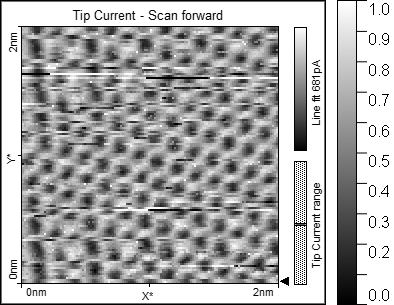 Tip Current - Scan forward
2nm
Y*
0nm
0nm
X*
2nm
Line fit 681pA
Tip Current range
1.0
0.9
0.8
0.7
0.6
0.5
0.4
0.3
0.2
0.1
0.0